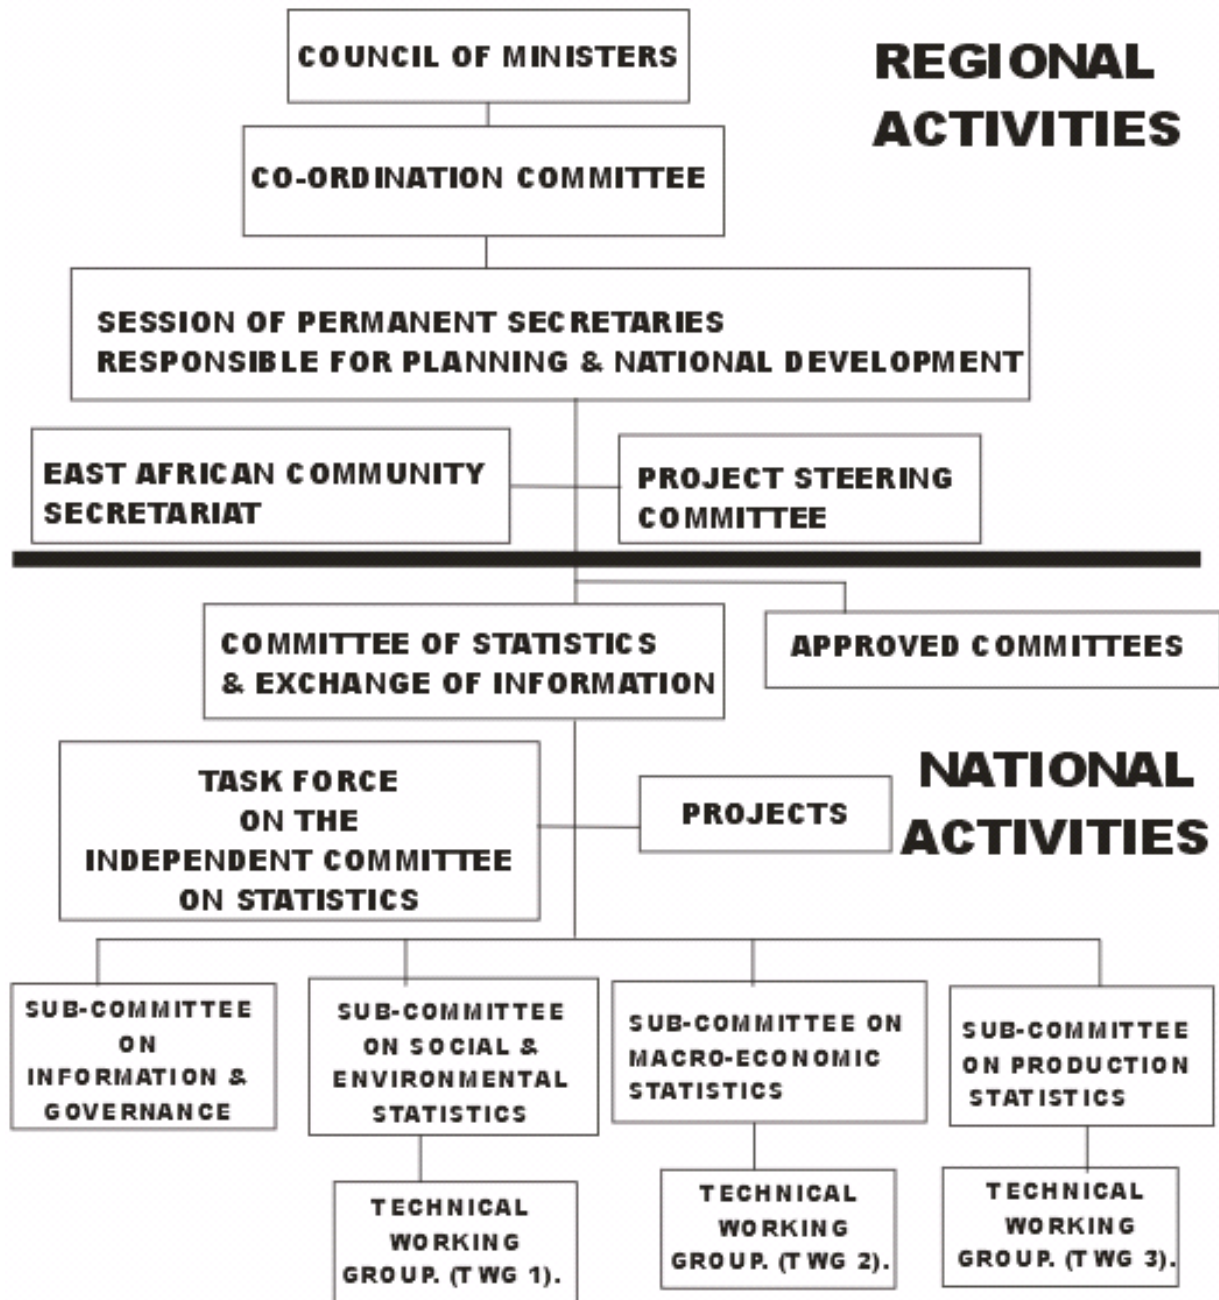 COUNCIL OF MINISTERS
REGIONAL
ACTIVITIES
CO-ORDINATION COMMITTEE
SESSION OF PERMANENT SECRETARIES
RESPONSIBLE FOR PLANNING & NATIONAL DEVELOPMENT
EAST AFRICAN COMMUNITY
SECRETARIAT
PROJECT STEERING
COMMITTEE
COMMITTEE OF STATISTICS
& EXCHANGE OF INFORMATION
APPROVED COMMITTEES
TASK FORCE
ON THE
INDEPENDENT COMMITTEE
ON STATISTICS
PROJECTS
NATIONAL
ACTIVITIES
SUB-COMMITTEE
ON
INFORMATION &
GOVERNANCE
SUB-COMMITTEE
ON SOCIAL &
ENVIRONMENTAL
STATISTICS
SUB-COMMITTEE ON
MACRO-ECONOMIC
STATISTICS
SUB-COMMITTEE
ON PRODUCTION
STATISTICS
TECHNICAL
WORKING
GROUP. (TWG 1).
TECHNICAL
WORKING
GROUP. (TWG 2).
TECHNICAL
WORKING
GROUP. (TWG 3).